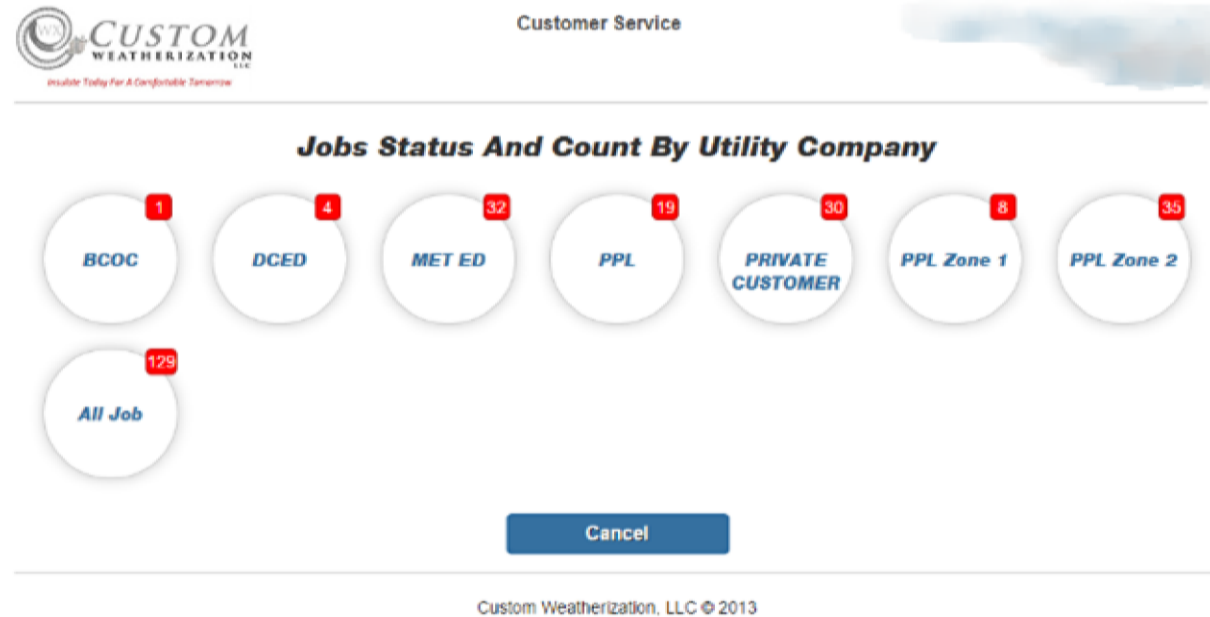 WX CUSTOM
WEATHERIZATION
LLC
Insulate Today For A Comfortable Tomorrow
Customer Service
Jobs Status And Count By Utility Company
1
BCOC
4
DCED
32
MET ED
19
PPL
30
PRIVATE
CUSTOMER
8
PPL Zone 1
35
PPL Zone 2
129
All Job
Cancel
Custom Weatherization, LLC © 2013